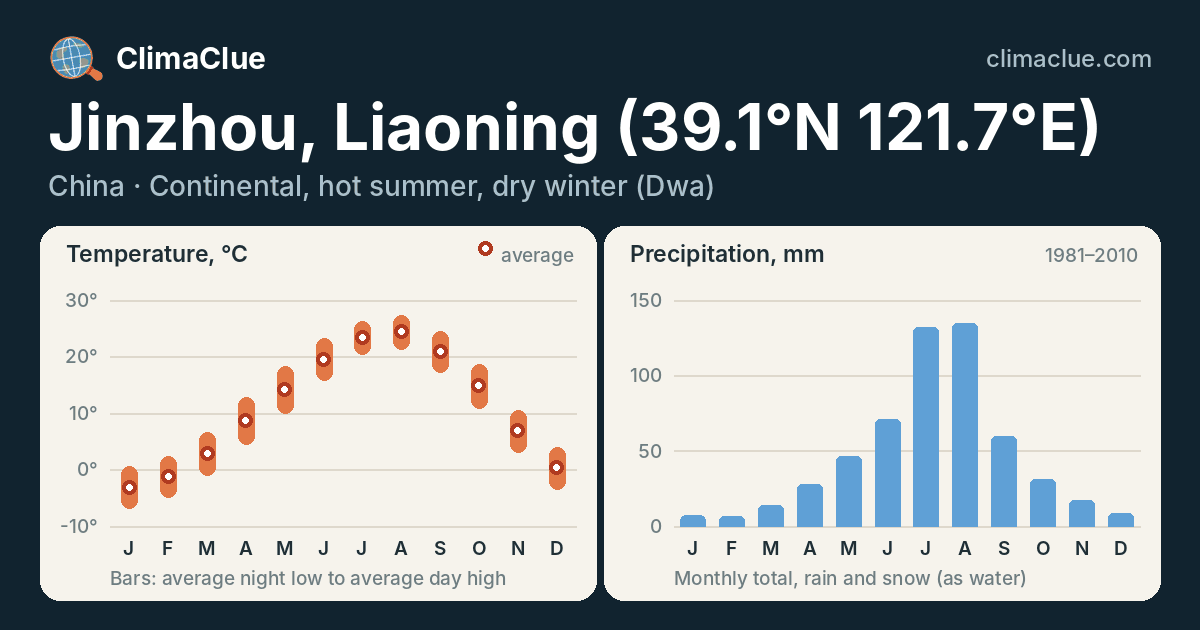 ClimaClue
climaclue.com
Jinzhou, Liaoning (39.1°N 121.7°E)
China · Continental, hot summer, dry winter (Dwa)
Temperature, °C
average
30°
20°
10°
0°
-10°
J F M A M J J A S O N D
Bars: average night low to average day high
Precipitation, mm
1981–2010
150
100
50
0
J F M A M J J A S O N D
Monthly total, rain and snow (as water)